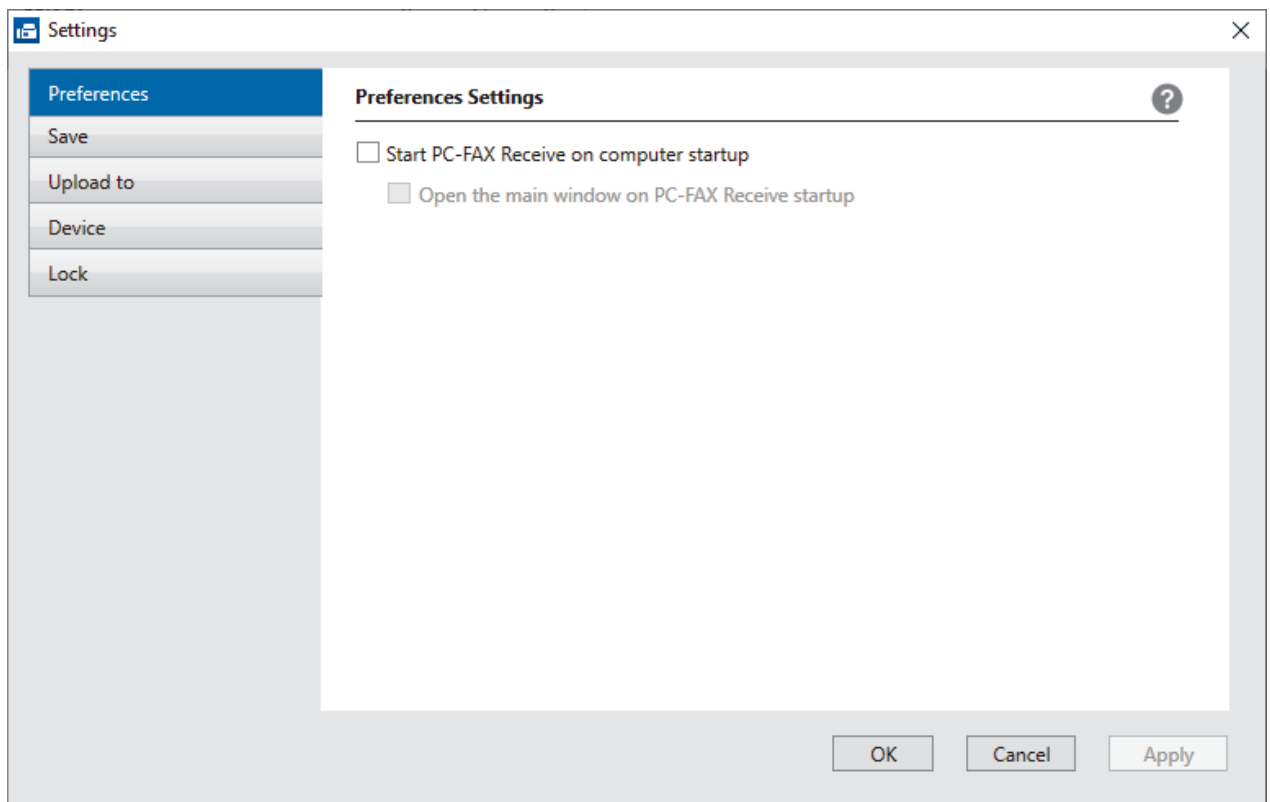 Settings
Preferences
Save
Upload to
Device
Lock
Preferences Settings
?
Start PC-FAX Receive on computer startup
Open the main window on PC-FAX Receive startup
OK
Cancel
Apply